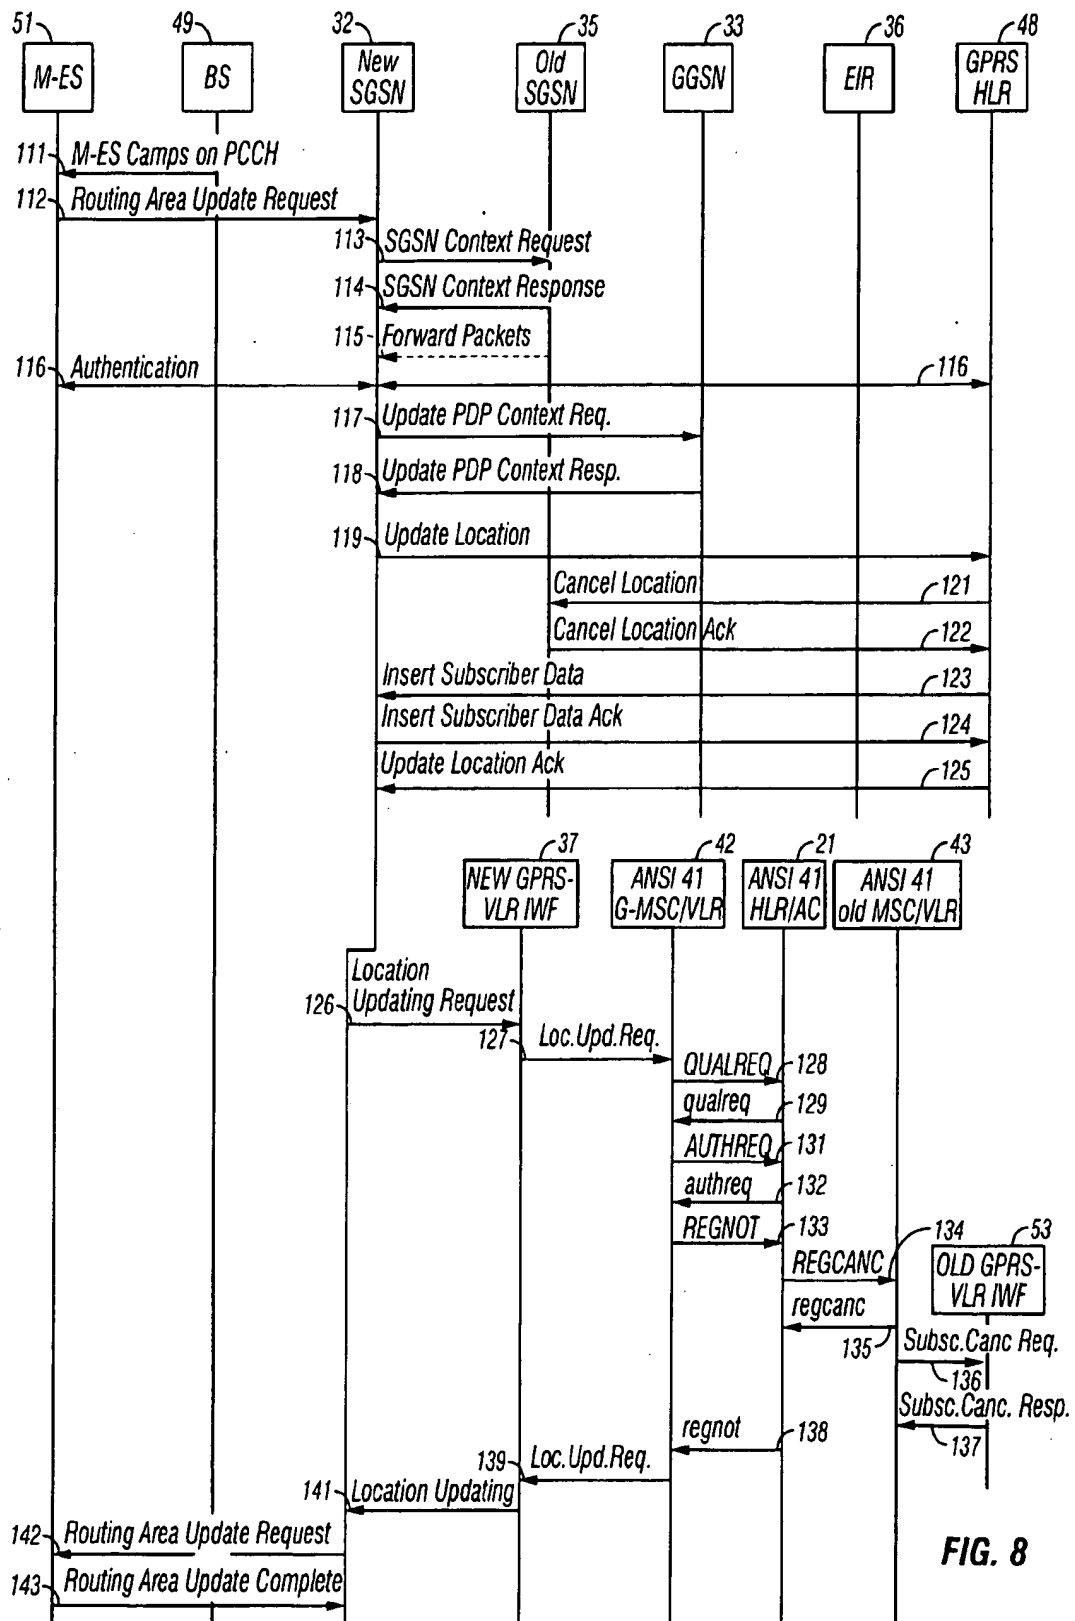 51 49 32 35 33 36 48
M-ES BS New SGSN Old SGSN GGSN EIR GPRS HLR
111 M-ES Camps on PCCH
112 Routing Area Update Request
113 SGSN Context Request
114 SGSN Context Response
115 Forward Packets
116 Authentication 116
117 Update PDP Context Req.
118 Update PDP Context Resp.
119 Update Location
Cancel Location 121
Cancel Location Ack 122
Insert Subscriber Data 123
Insert Subscriber Data Ack 124
Update Location Ack 125
37 42 21 43
NEW GPRS-VLR IWF ANSI 41 G-MSC/VLR ANSI 41 HLR/AC ANSI 41 old MSC/VLR
Location
126 Updating Request
127 Loc.Upd.Req.
QUALREQ 128
qualreq 129
AUTHREQ 131
authreq 132
REGNOT 133
134 53
REGCANC OLD GPRS-VLR IWF
regcanc
135 Subsc.Canc Req.
136
Subsc.Canc. Resp.
137
regnot 138
139 Loc.Upd.Req.
141 Location Updating
142 Routing Area Update Request
143 Routing Area Update Complete
FIG. 8